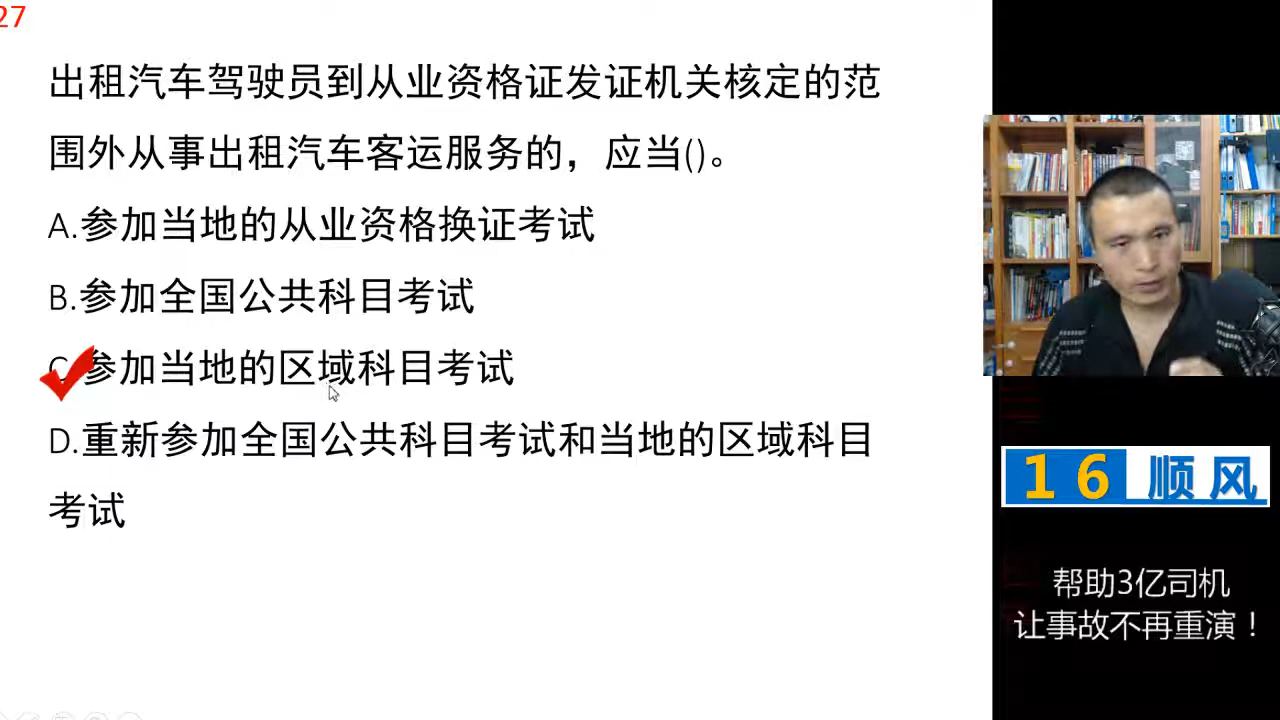 27
出租汽车驾驶员到从业资格证发证机关核定的范
围外从事出租汽车客运服务的，应当()。
A.参加当地的从业资格换证考试
B.参加全国公共科目考试
C.参加当地的区域科目考试
D.重新参加全国公共科目考试和当地的区域科目
考试
16 顺风
帮助3亿司机
让事故不再重演！